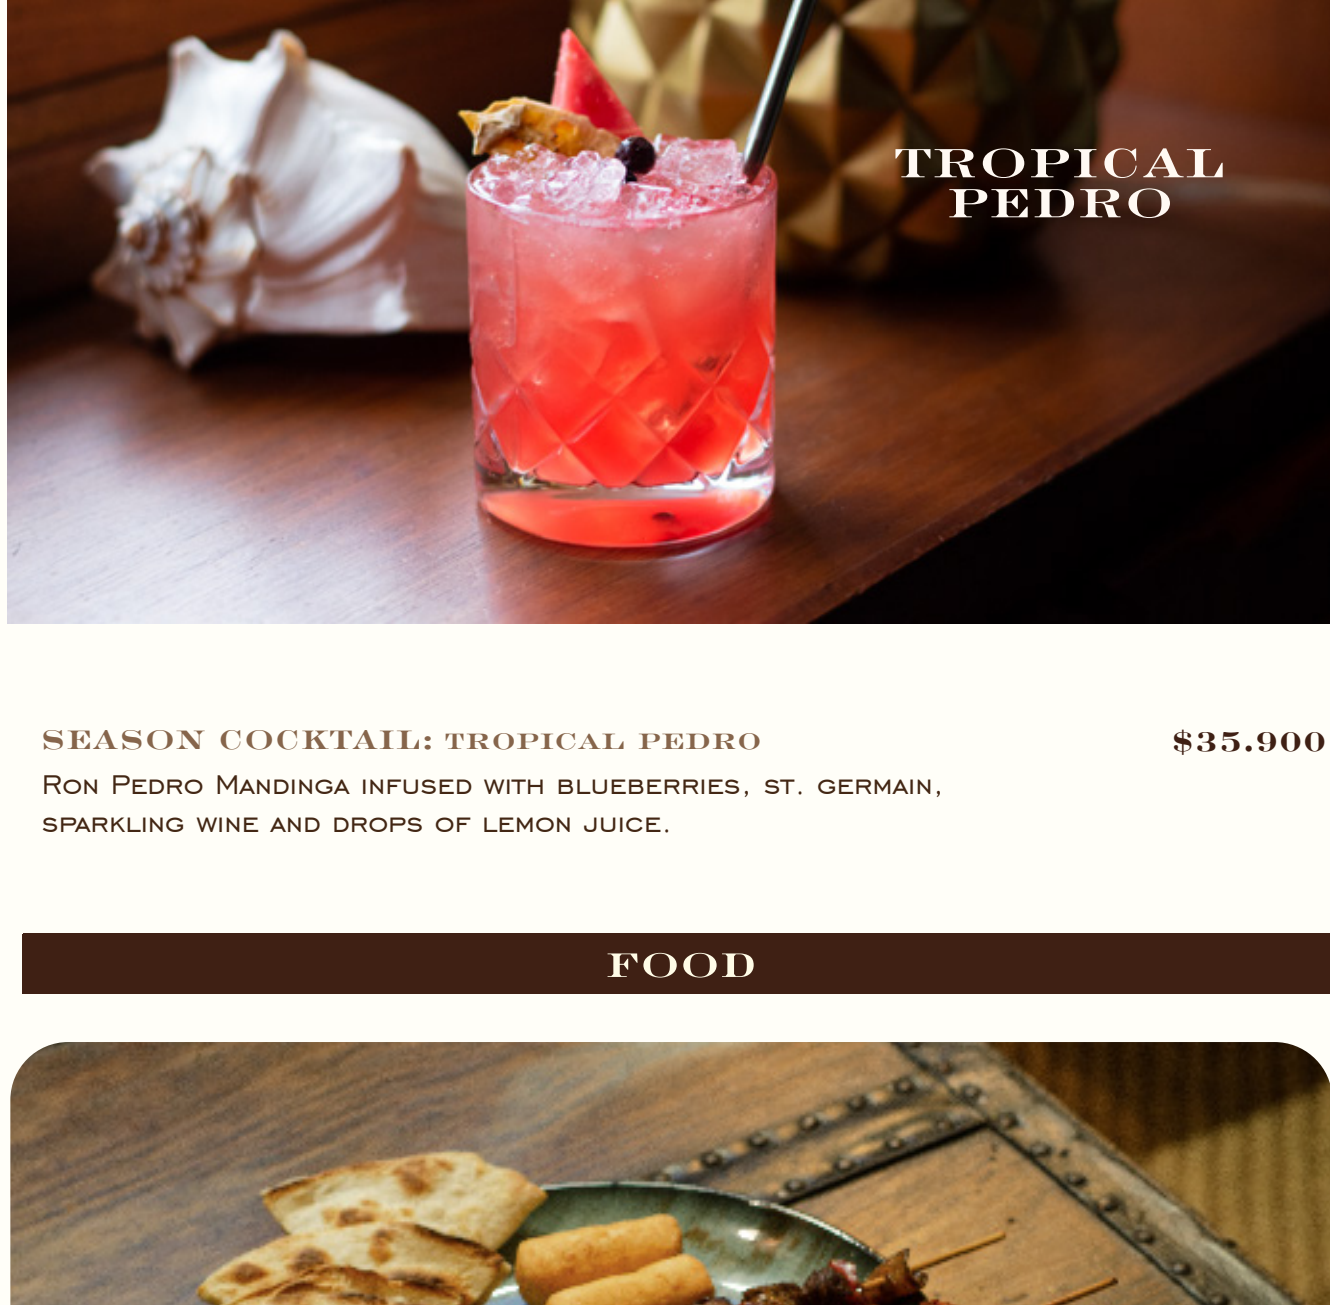 TROPICAL
PEDRO
SEASON COCKTAIL: TROPICAL PEDRO
$35.900
Ron Pedro Mandinga infused with blueberries, st. germain,
sparkling wine and drops of lemon juice.
FOOD